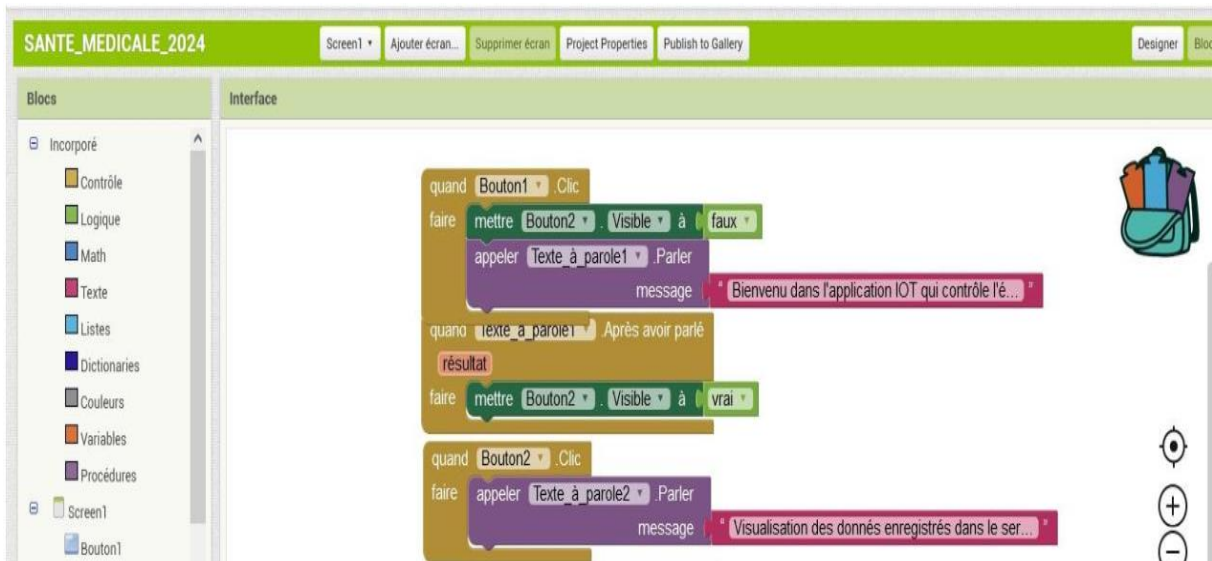 SANTE_MEDICALE_2024 Screen1 Ajouter écran... Supprimer écran Project Properties Publish to Gallery Designer Bloc
Blocs Interface
Incorporé
Contrôle
Logique
Math
Texte
Listes
Dictionaries
Couleurs
Variables
Procédures
Screen1
Bouton1
quand Bouton1 .Clic
faire mettre Bouton2 . Visible à faux
appeler Texte_à_parole1 .Parler
message " Bienvenu dans l'application IOT qui contrôle l'é... "
quand Texte_à_parole1 .Après avoir parlé
résultat
faire mettre Bouton2 . Visible à vrai
quand Bouton2 .Clic
faire appeler Texte_à_parole2 .Parler
message " Visualisation des donnés enregistrés dans le ser... "